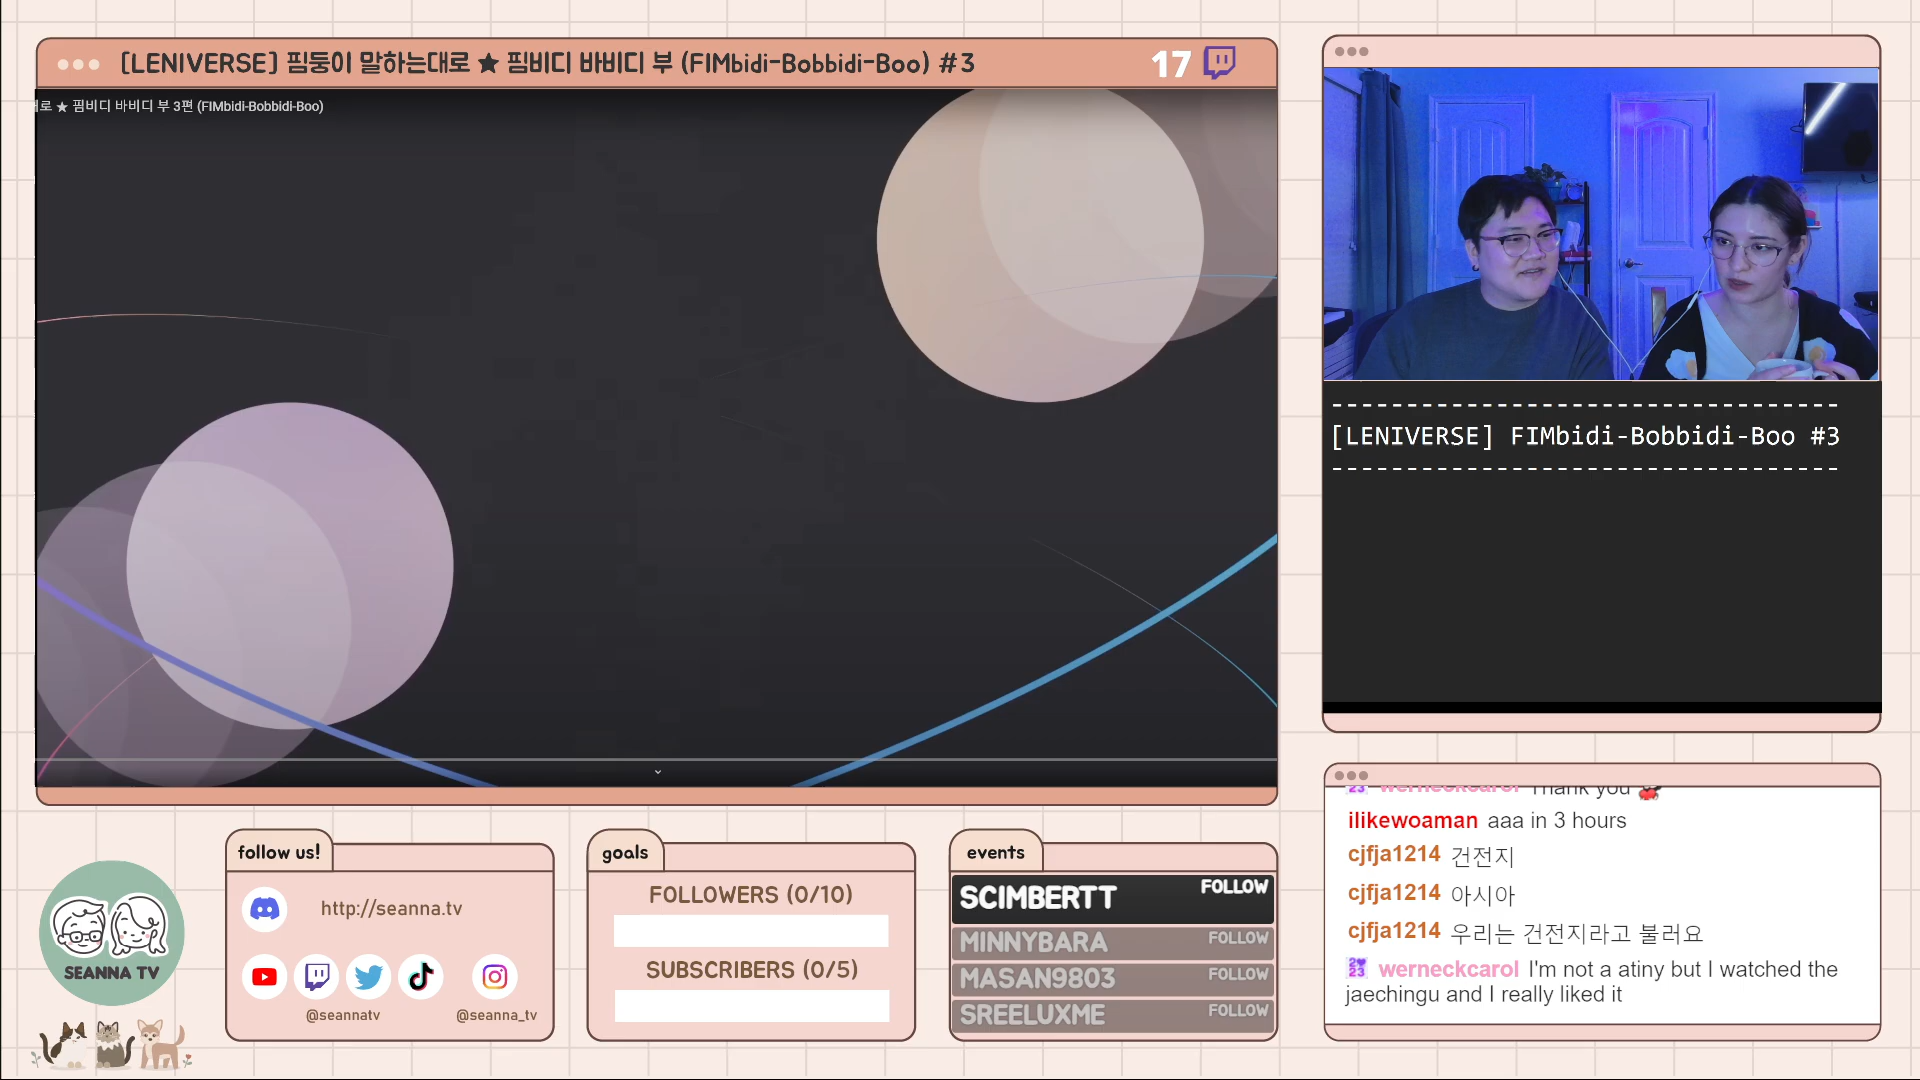 [LENIVERSE] 핌둥이 말하는대로 ★ 핌비디 바비디 부 (FIMbidi-Bobbidi-Boo) #3
17
대로 ★ 핌비디 바비디 부 3편 (FIMbidi-Bobbidi-Boo)
--------------------------------
[LENIVERSE] FIMbidi-Bobbidi-Boo #3
--------------------------------
werneckcarol Thank you
ilikewoaman aaa in 3 hours
cjfja1214 건전지
cjfja1214 아시아
cjfja1214 우리는 건전지라고 불러요
werneckcarol I'm not a atiny but I watched the
jaechingu and I really liked it
SEANNA TV
follow us!
http://seanna.tv
@seannatv
@seanna_tv
goals
FOLLOWERS (0/10)
SUBSCRIBERS (0/5)
events
SCIMBERTT FOLLOW
MINNYBARA FOLLOW
MASAN9803 FOLLOW
SREELUXME FOLLOW